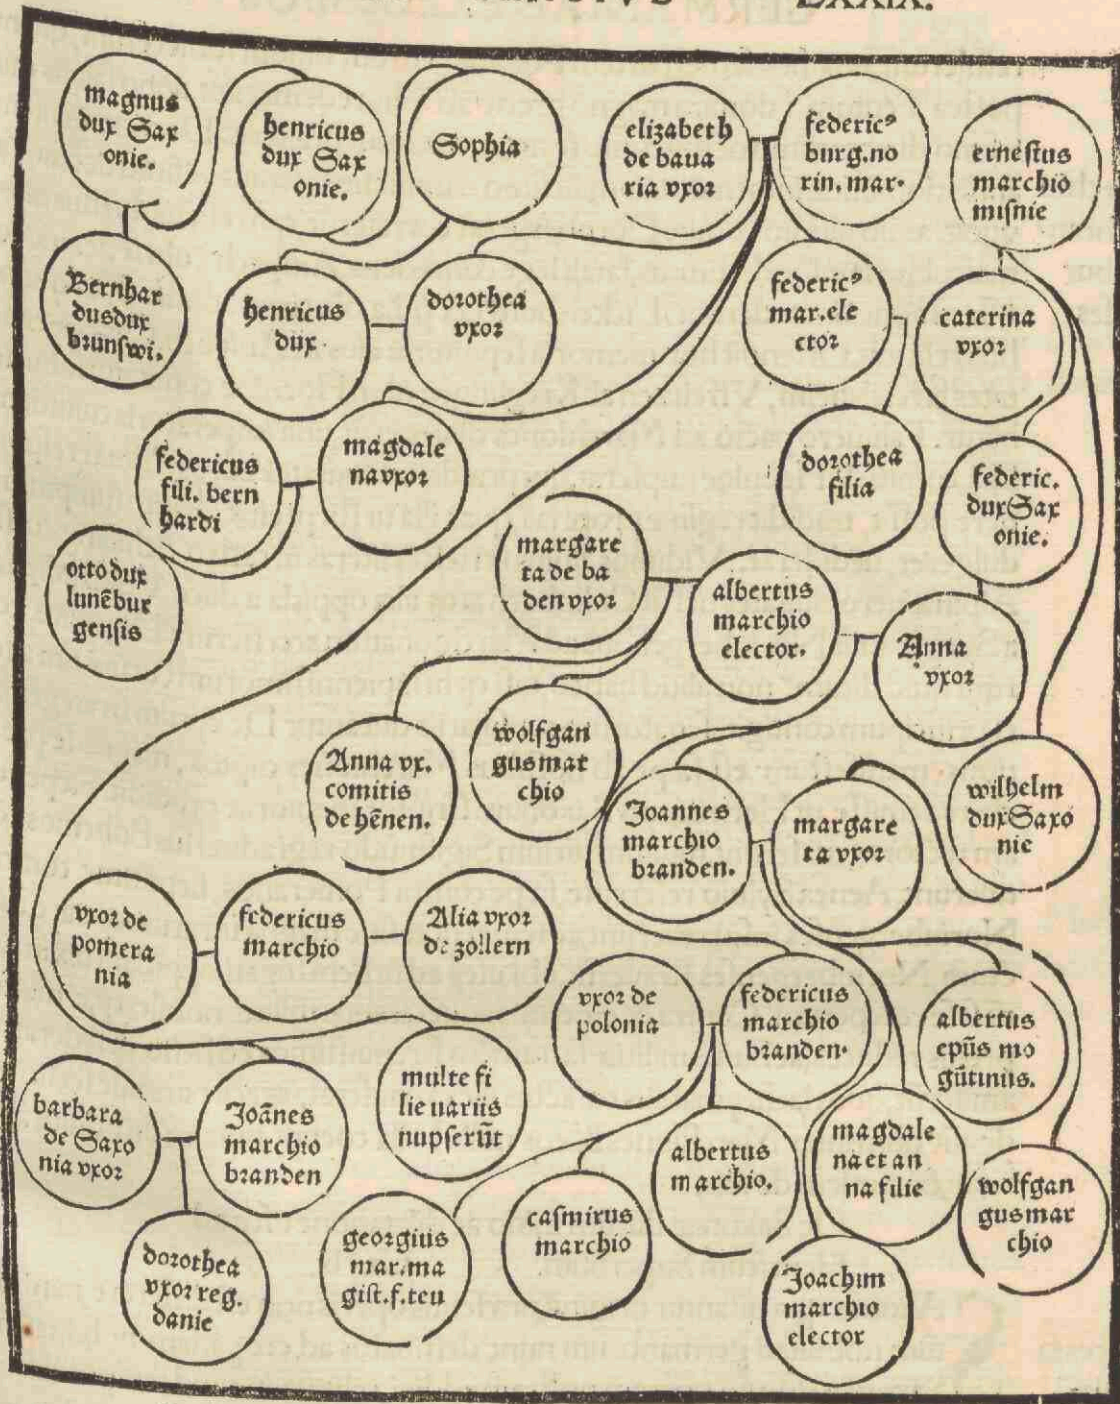 LXXIX.
magnus
dux Sax
onie.
henricus
dux Sax
onie.
Sophia
elizabeth
de baua
ria vxor
federicꝰ
burg.no
rin. mar.
ernestus
marchio
misnie
Bernhar
dusdux
brunswi.
henricus
dux
dorothea
vxor
federicꝰ
mar.ele
ctor
caterina
vxor
federicus
fili. bern
hardi
magdale
navxor
dorothea
filia
federic.
duxSax
onie.
otto dux
lunēbur
gensis
margare
ta de ba
den vxor
albertus
marchio
elector.
Anna
vxor
Anna vx.
comitis
de hēnen.
wolfgan
gus mar
chio
Joannes
marchio
branden.
margare
ta vxor
wilhelm
duxSaxo
nie
vxor de
pomera
nia
federicus
marchio
Alia vxor
de zollern
vxor de
polonia
federicus
marchio
branden.
albertus
epūs mo
gūtinus.
barbara
de Saxo
nia vxor
Joānes
marchio
branden
multe fi
lie uariis
nupserūt
albertus
marchio.
magdale
na et an
na filie
wolfgan
gus mar
chio
dorothea
vxor reg.
danie
georgius
mar.ma
gist.f.teu
casmirus
marchio
Joachim
marchio
elector